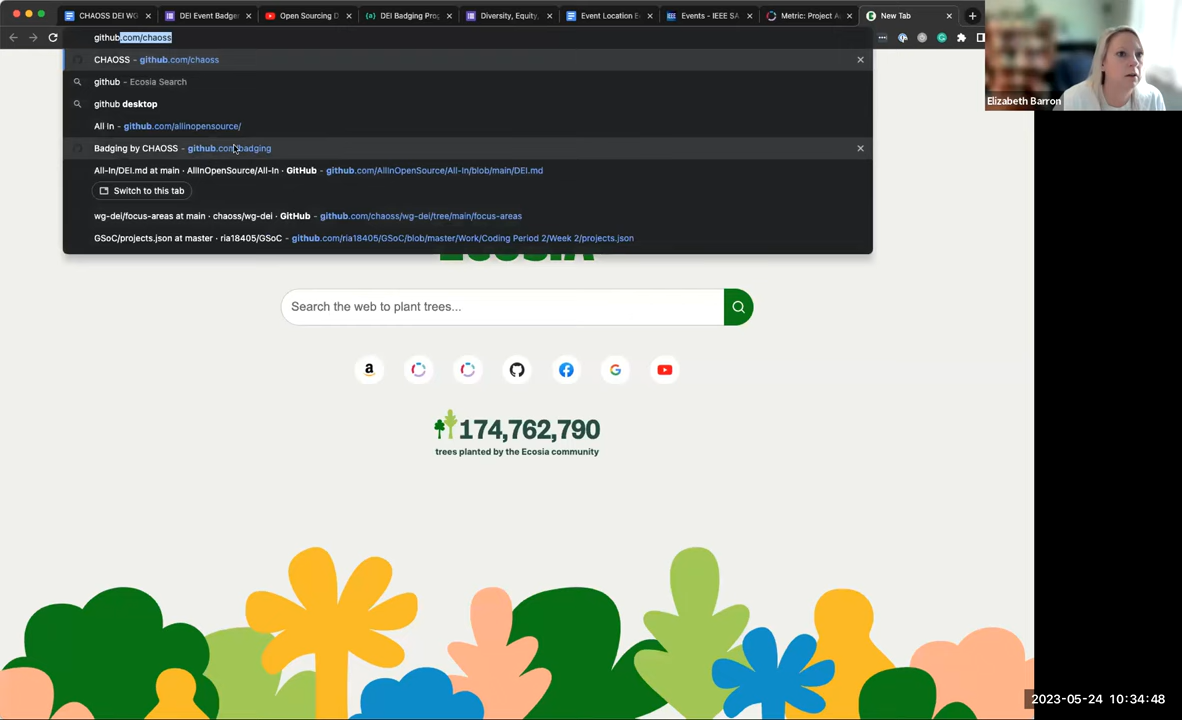 CHAOSS DEI WG
DEI Event Badge
Open Sourcing D
DEI Badging Pro
Diversity, Equity,
Event Location E
Events - IEEE SA
Metric: Project A
New Tab
github.com/chaoss
CHAOSS - github.com/chaoss
github - Ecosia Search
github desktop
All In - github.com/allinopensource/
Badging by CHAOSS - github.com/badging
All-In/DEI.md at main · AllInOpenSource/All-In · GitHub - github.com/AllInOpenSource/All-In/blob/main/DEI.md
Switch to this tab
wg-dei/focus-areas at main · chaoss/wg-dei · GitHub - github.com/chaoss/wg-dei/tree/main/focus-areas
GSoC/projects.json at master · ria18405/GSoC - github.com/ria18405/GSoC/blob/master/Work/Coding Period 2/Week 2/projects.json
Elizabeth Barron
ECOSIA
Search the web to plant trees...
174,762,790
trees planted by the Ecosia community
2023-05-24 10:34:48